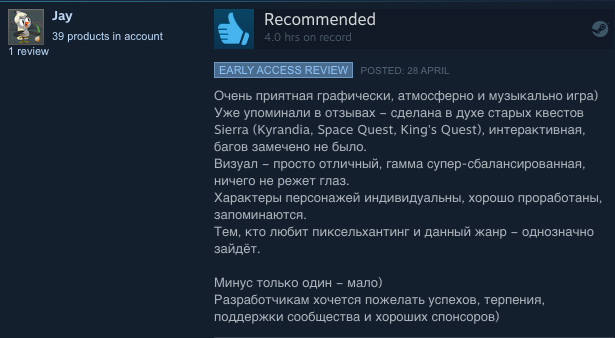 Jay
39 products in account
1 review
Recommended
4.0 hrs on record
EARLY ACCESS REVIEW
POSTED: 28 APRIL
Очень приятная графически, атмосферно и музыкально игра)
Уже упоминали в отзывах – сделана в духе старых квестов
Sierra (Kyrandia, Space Quest, King's Quest), интерактивная,
багов замечено не было.
Визуал – просто отличный, гамма супер-сбалансированная,
ничего не режет глаз.
Характеры персонажей индивидуальны, хорошо проработаны,
запоминаются.
Тем, кто любит пиксельхантинг и данный жанр – однозначно
зайдёт.
Минус только один – мало)
Разработчикам хочется пожелать успехов, терпения,
поддержки сообщества и хороших спонсоров)